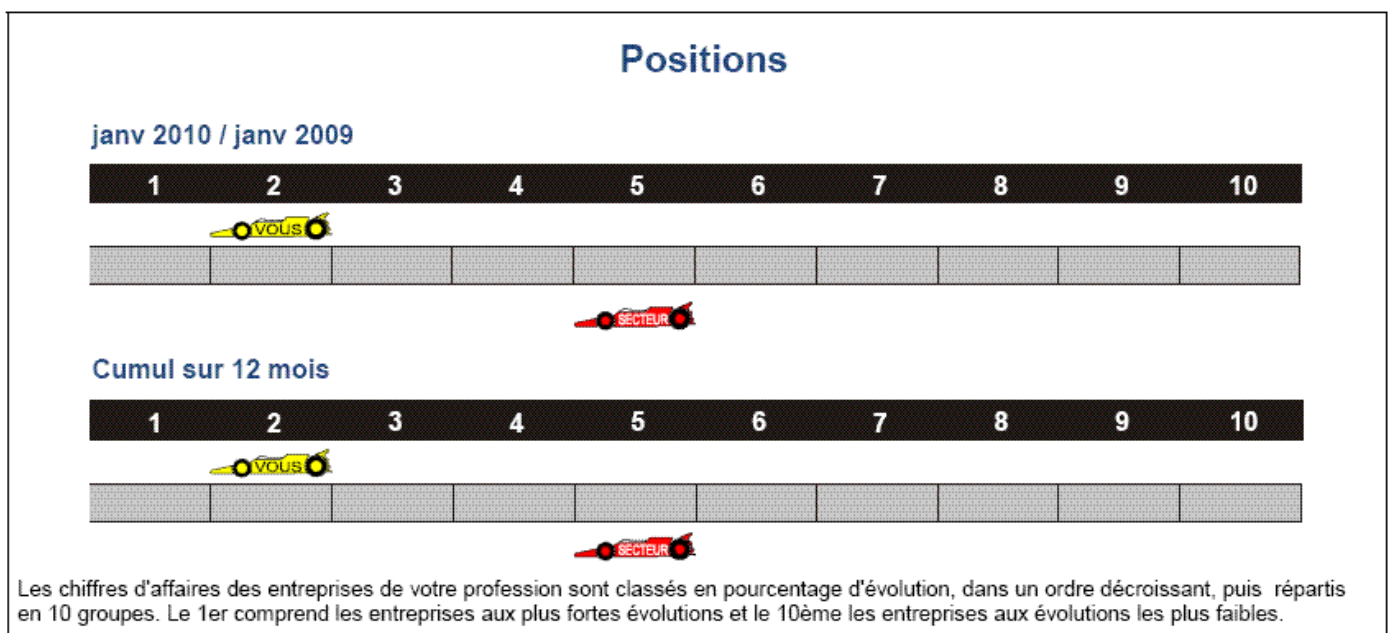 Positions
janv 2010 / janv 2009
1 2 3 4 5 6 7 8 9 10
VOUS
SECTEUR
Cumul sur 12 mois
1 2 3 4 5 6 7 8 9 10
VOUS
SECTEUR
Les chiffres d'affaires des entreprises de votre profession sont classés en pourcentage d'évolution, dans un ordre décroissant, puis répartis
en 10 groupes. Le 1er comprend les entreprises aux plus fortes évolutions et le 10ème les entreprises aux évolutions les plus faibles.